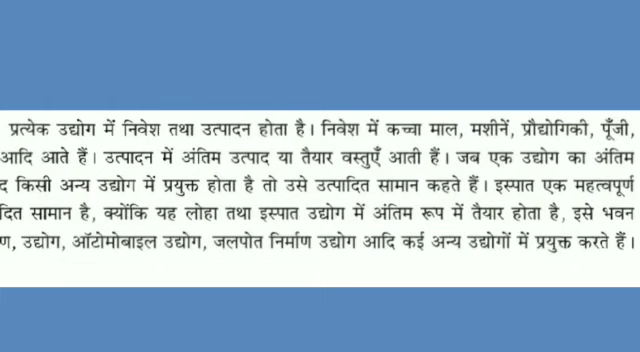 प्रत्येक उद्योग में निवेश तथा उत्पादन होता है। निवेश में कच्चा माल, मशीनें, प्रौद्योगिकी, पूँजी,
आदि आते हैं। उत्पादन में अंतिम उत्पाद या तैयार वस्तुएँ आती हैं। जब एक उद्योग का अंतिम
द किसी अन्य उद्योग में प्रयुक्त होता है तो उसे उत्पादित सामान कहते हैं। इस्पात एक महत्वपूर्ण
दित सामान है, क्योंकि यह लोहा तथा इस्पात उद्योग में अंतिम रूप में तैयार होता है, इसे भवन
ण, उद्योग, ऑटोमोबाइल उद्योग, जलपोत निर्माण उद्योग आदि कई अन्य उद्योगों में प्रयुक्त करते हैं।